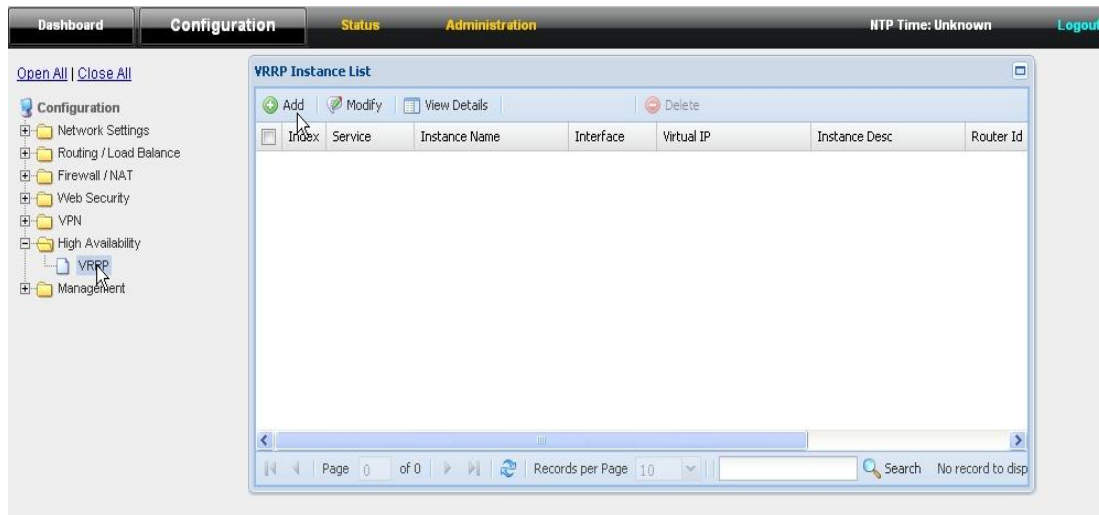 Dashboard Configuration Status Administration NTP Time: Unknown Logout
Open All | Close All
Configuration
Network Settings
Routing / Load Balance
Firewall / NAT
Web Security
VPN
High Availability
VRRP
Management
VRRP Instance List
Add Modify View Details Delete
Index Service Instance Name Interface Virtual IP Instance Desc Router Id
Page 0 of 0 Records per Page 10 Search No record to disp